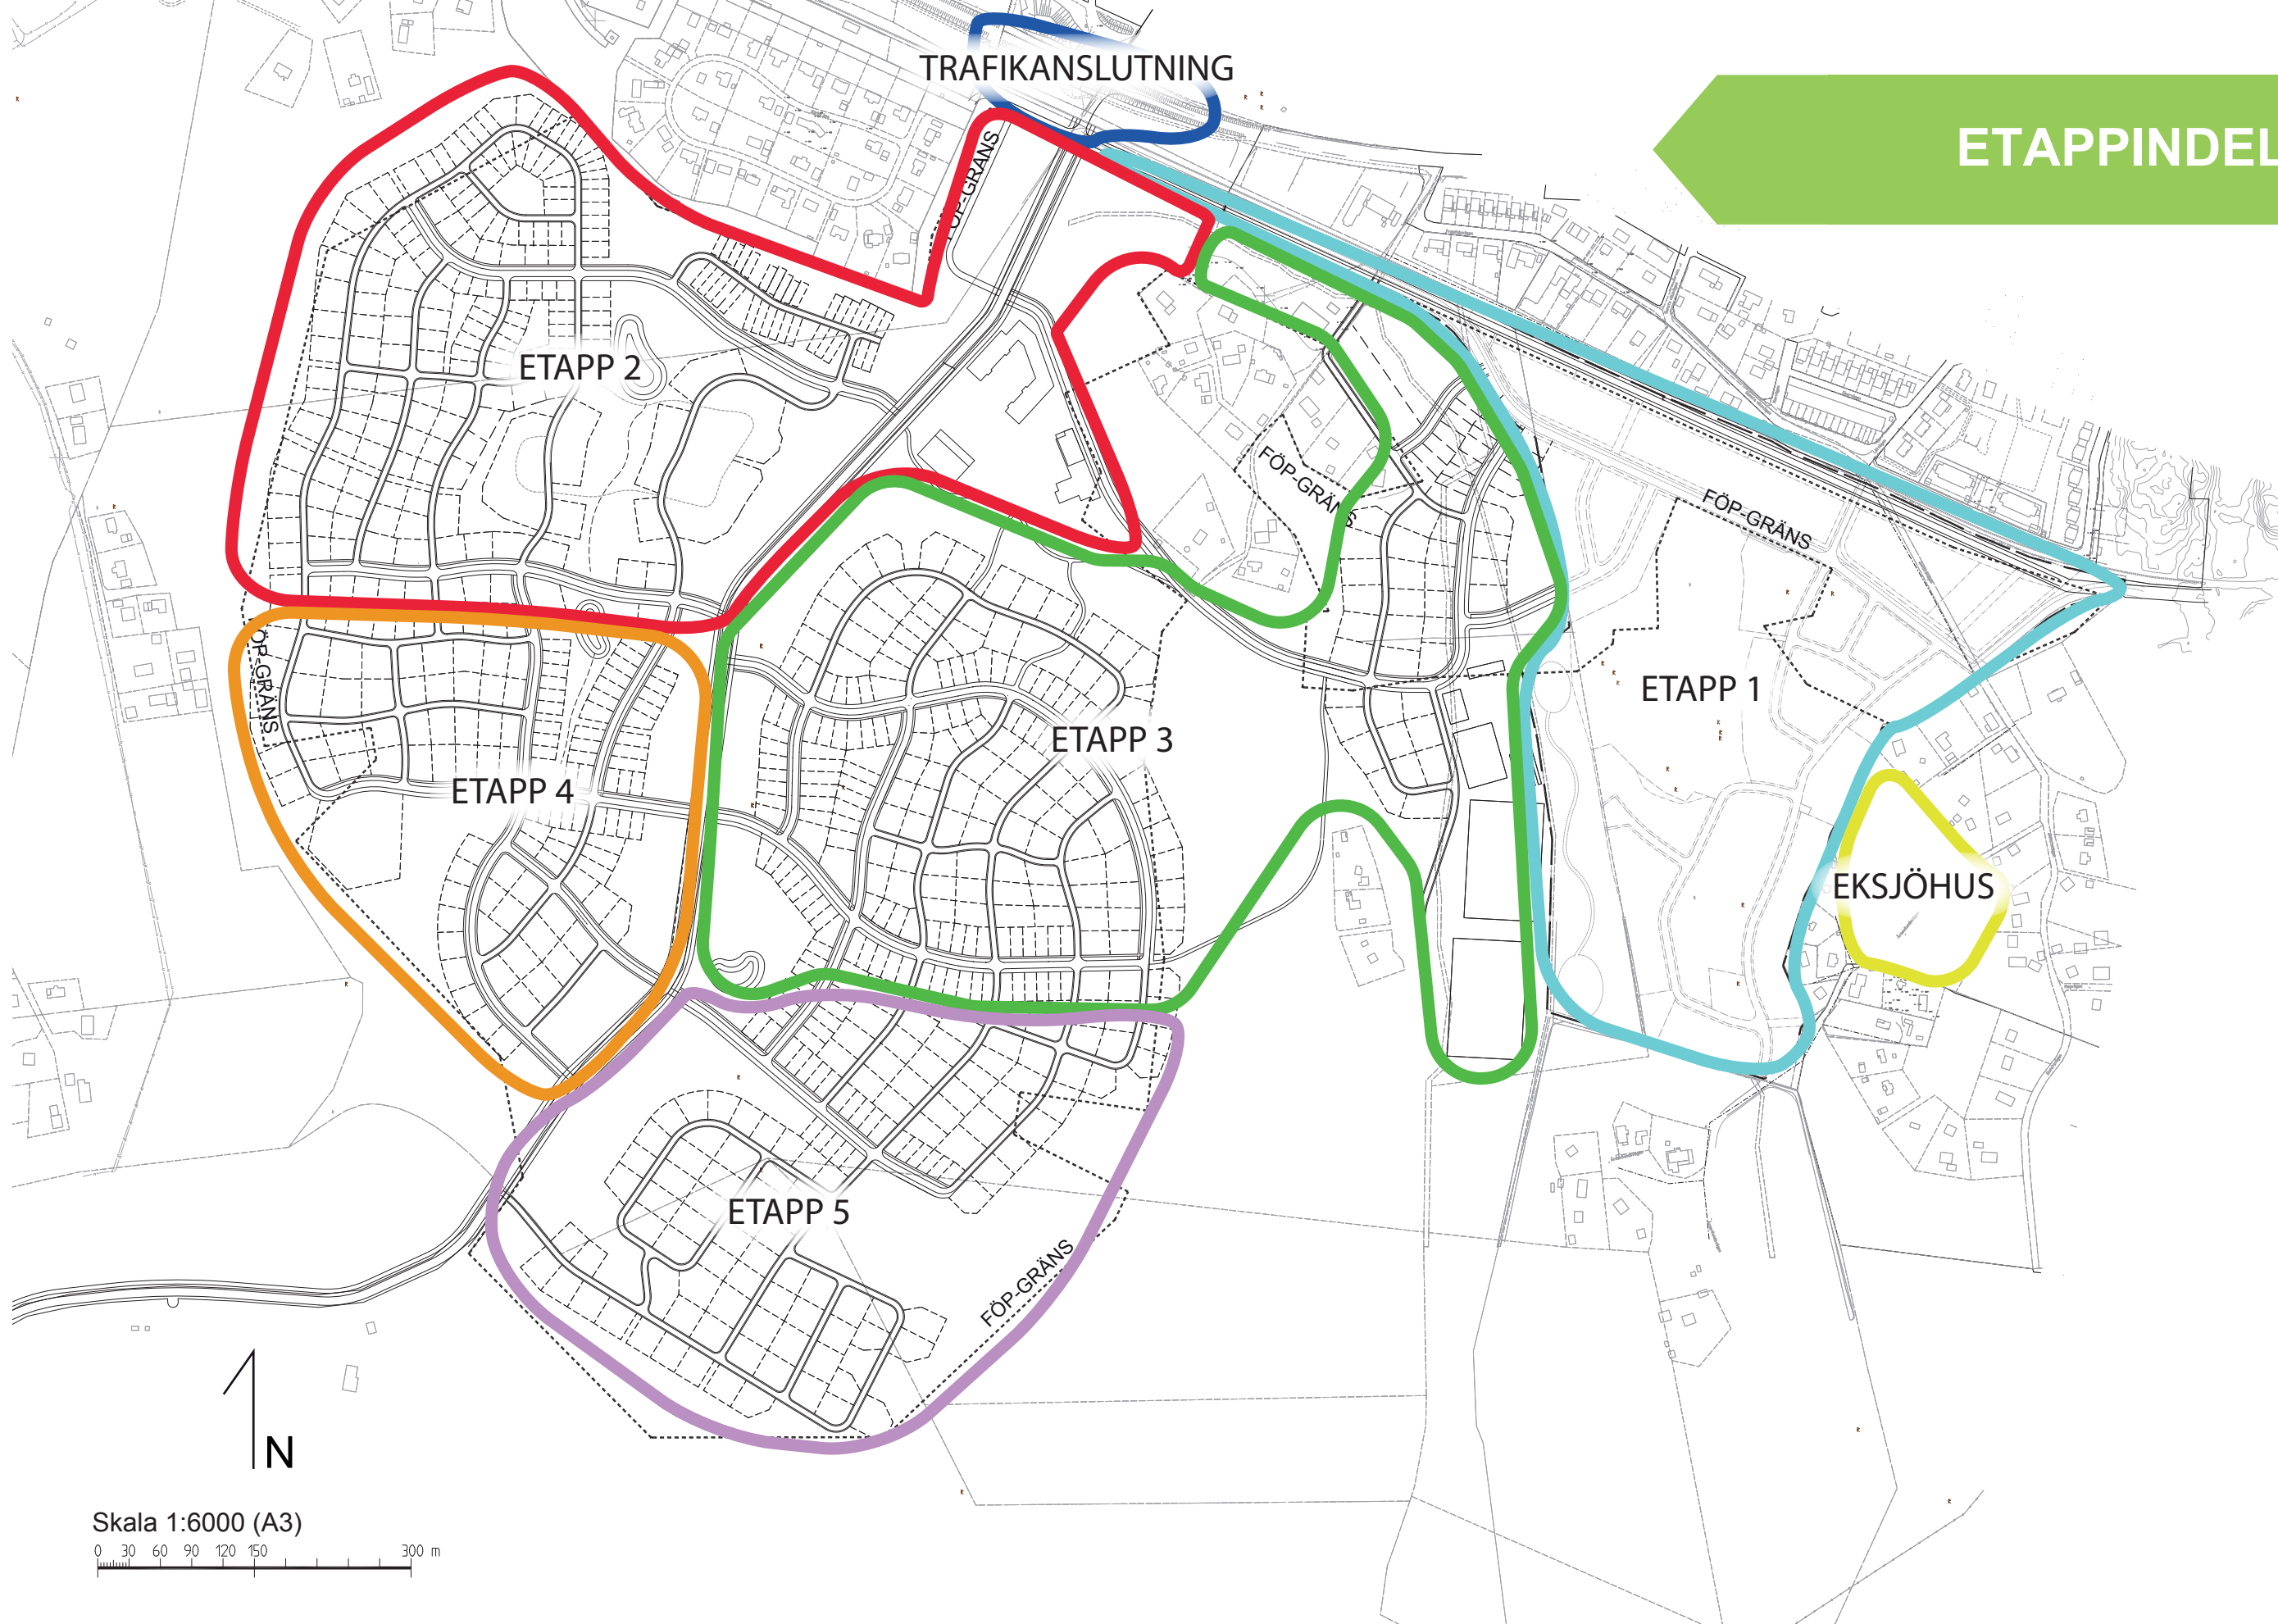 TRAFIKANSLUTNING
ETAPPINDEL
FÖP-GRÄNS
ETAPP 2
FÖP-GRÄNS
FÖP-GRÄNS
ETAPP 1
FÖP-GRÄNS
ETAPP 3
ETAPP 4
EKSJÖHUS
ETAPP 5
FÖP-GRÄNS
N
Skala 1:6000 (A3)
0 30 60 90 120 150 300 m